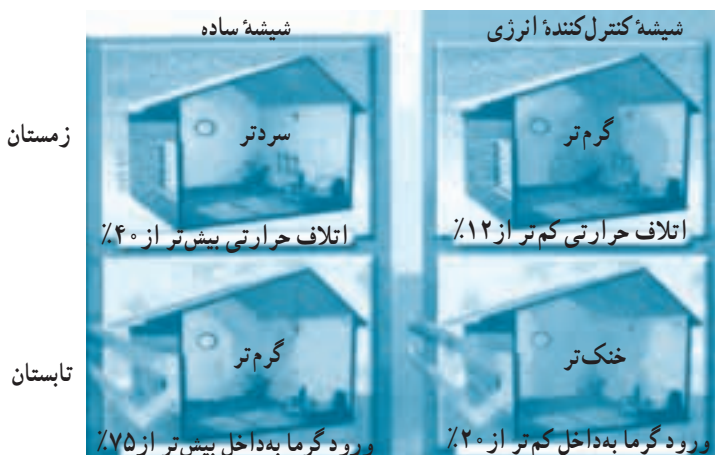 شیشهٔ کنترل‌کنندهٔ انرژی
شیشهٔ ساده
زمستان
گرم‌تر
سردتر
اتلاف حرارتی کم‌تر از ۱۲٪
اتلاف حرارتی بیش‌تر از ۴۰٪
تابستان
خنک‌تر
گرم‌تر
ورود گرما به‌داخل کم‌تر از ۲۰٪
ورود گرما به‌داخل بیش‌تر از ۷۵٪